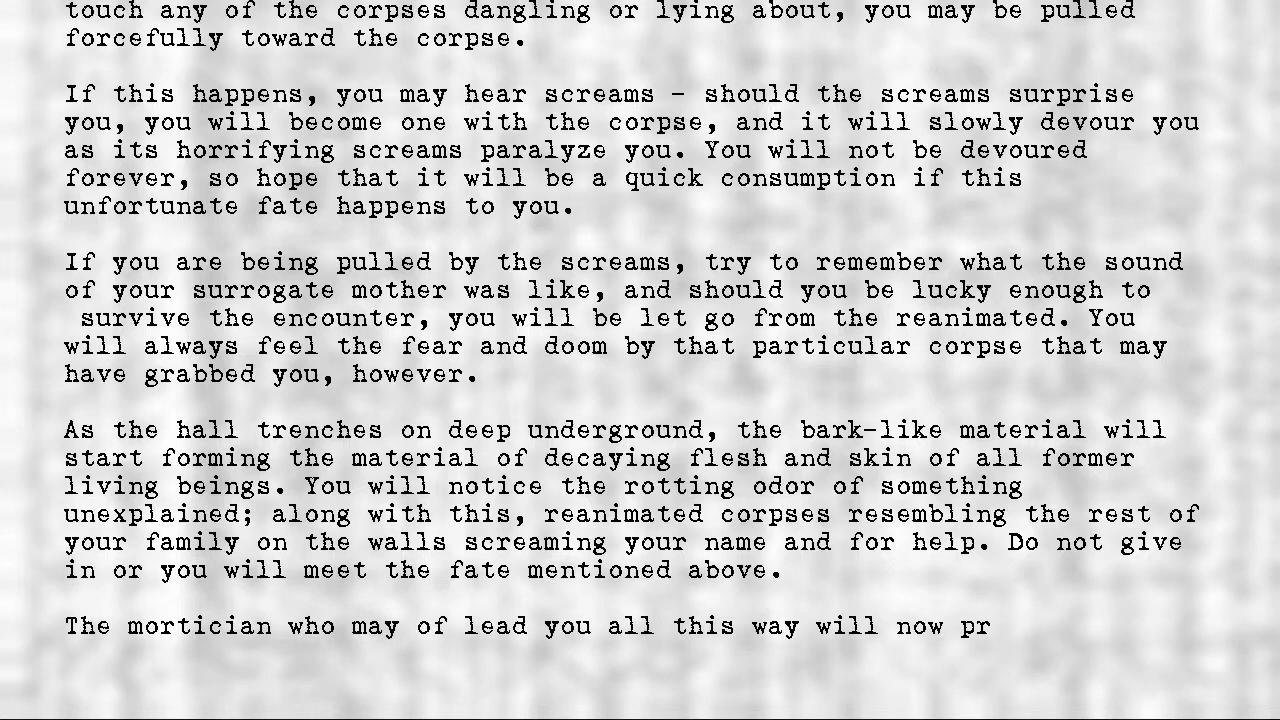 touch any of the corpses dangling or lying about, you may be pulled
forcefully toward the corpse.
If this happens, you may hear screams - should the screams surprise
you, you will become one with the corpse, and it will slowly devour you
as its horrifying screams paralyze you. You will not be devoured
forever, so hope that it will be a quick consumption if this
unfortunate fate happens to you.
If you are being pulled by the screams, try to remember what the sound
of your surrogate mother was like, and should you be lucky enough to
survive the encounter, you will be let go from the reanimated. You
will always feel the fear and doom by that particular corpse that may
have grabbed you, however.
As the hall trenches on deep underground, the bark-like material will
start forming the material of decaying flesh and skin of all former
living beings. You will notice the rotting odor of something
unexplained; along with this, reanimated corpses resembling the rest of
your family on the walls screaming your name and for help. Do not give
in or you will meet the fate mentioned above.
The mortician who may of lead you all this way will now pr